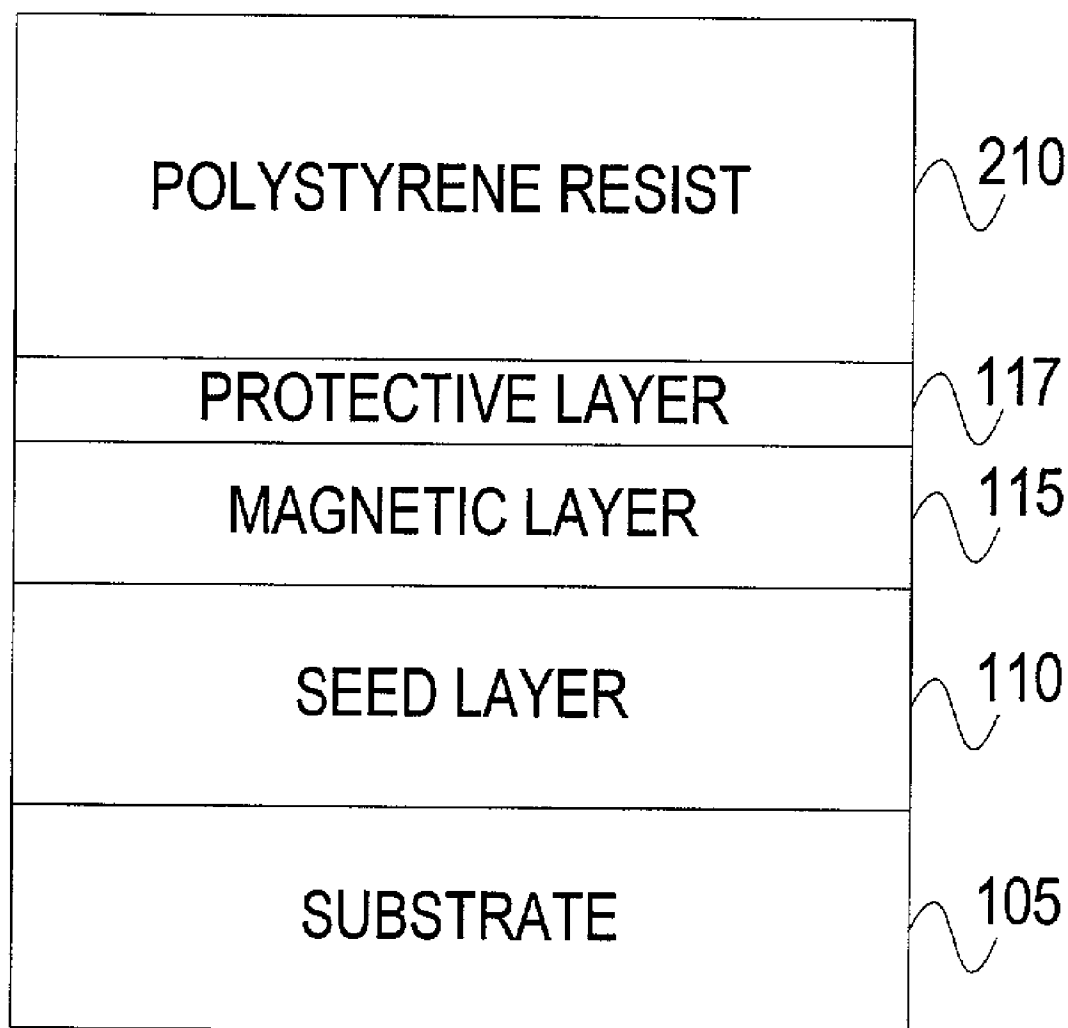 POLYSTYRENE RESIST 210
PROTECTIVE LAYER 117
MAGNETIC LAYER 115
SEED LAYER 110
SUBSTRATE 105